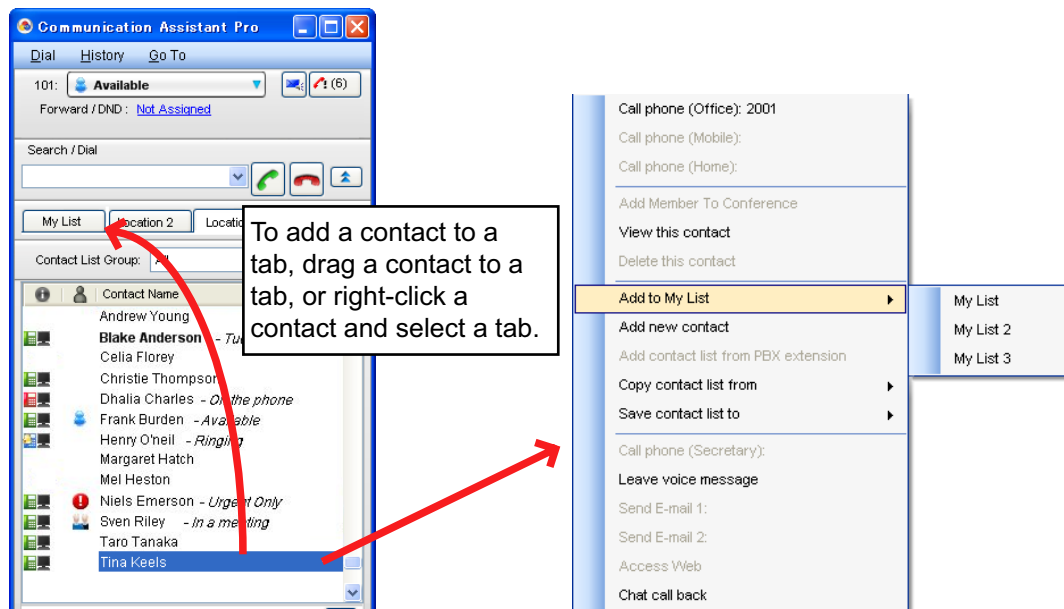 Communication Assistant Pro
Dial History Go To
101: Available (6)
Forward / DND : Not Assigned
Search / Dial
My List Location 2
Contact List Group: All
Contact Name
Andrew Young
Blake Anderson
Celia Florey
Christie Thompson
Dhalia Charles - On the phone
Frank Burden - Available
Henry O'neil - Ringing
Margaret Hatch
Mel Heston
Niels Emerson - Urgent Only
Sven Riley - In a meeting
Taro Tanaka
Tina Keels
To add a contact to a
tab, drag a contact to a
tab, or right-click a
contact and select a tab.
Call phone (Office): 2001
Call phone (Mobile):
Call phone (Home):
Add Member To Conference
View this contact
Delete this contact
Add to My List
Add new contact
Add contact list from PBX extension
Copy contact list from
Save contact list to
Call phone (Secretary):
Leave voice message
Send E-mail 1:
Send E-mail 2:
Access Web
Chat call back
My List
My List 2
My List 3